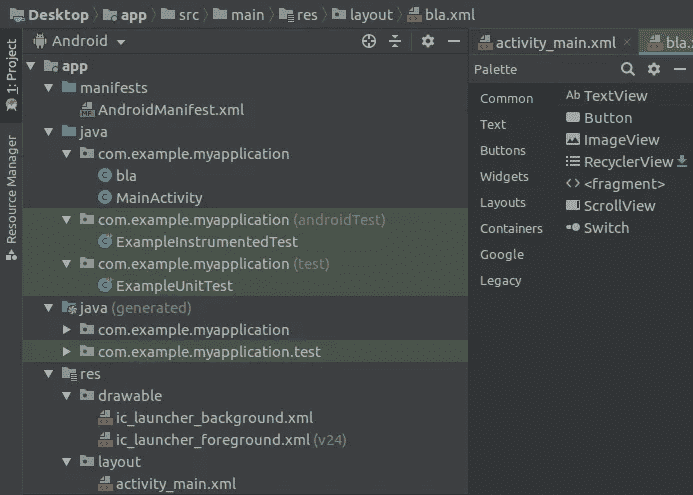 Desktop app src main res layout bla.xml
Android
activity_main.xml bla.x
1: Project
Resource Manager
app
manifests
AndroidManifest.xml
java
com.example.myapplication
bla
MainActivity
com.example.myapplication (androidTest)
ExampleInstrumentedTest
com.example.myapplication (test)
ExampleUnitTest
java (generated)
com.example.myapplication
com.example.myapplication.test
res
drawable
ic_launcher_background.xml
ic_launcher_foreground.xml (v24)
layout
activity_main.xml
Palette
Common
Text
Buttons
Widgets
Layouts
Containers
Google
Legacy
Ab TextView
Button
ImageView
RecyclerView
<fragment>
ScrollView
Switch